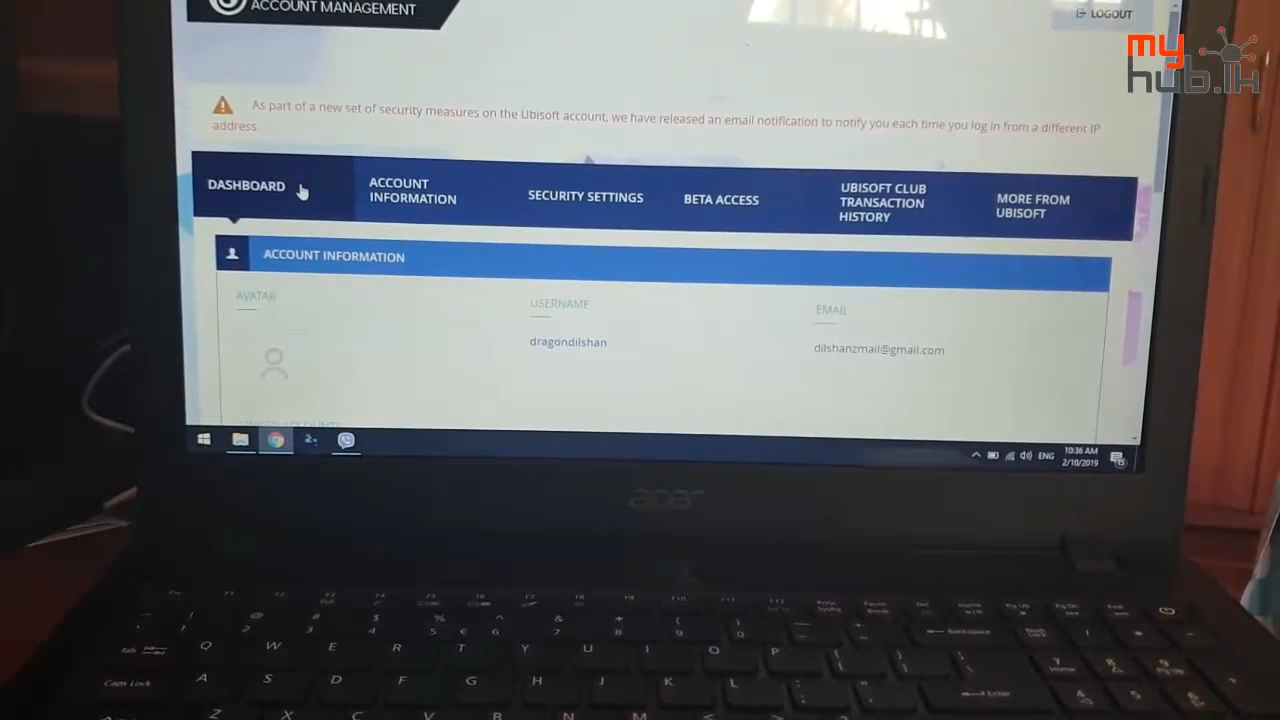 ACCOUNT MANAGEMENT
LOGOUT
my
hub.lk
As part of a new set of security measures on the Ubisoft account, we have released an email notification to notify you each time you log in from a different IP
address.
DASHBOARD
ACCOUNT
INFORMATION
SECURITY SETTINGS
BETA ACCESS
UBISOFT CLUB
TRANSACTION
HISTORY
MORE FROM
UBISOFT
ACCOUNT INFORMATION
AVATAR
USERNAME
EMAIL
dragondilshan
dilshanzmail@gmail.com
ENG
10:36 AM
2/10/2019
acer
Backspace
Tab Q W E R T Y U I O P
Caps Lock A S D F G H J K L Enter
Z X C V B N M